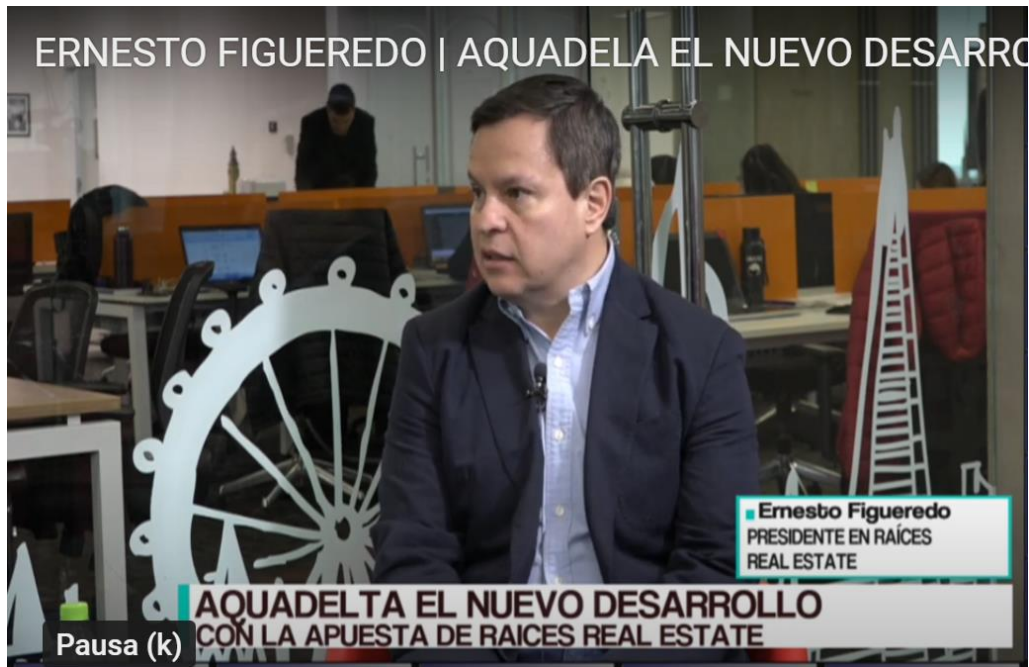 ERNESTO FIGUEREDO | AQUADELA EL NUEVO DESARRO
Ernesto Figueredo
PRESIDENTE EN RAÍCES
REAL ESTATE
AQUADELTA EL NUEVO DESARROLLO
CON LA APUESTA DE RAICES REAL ESTATE
Pausa (k)